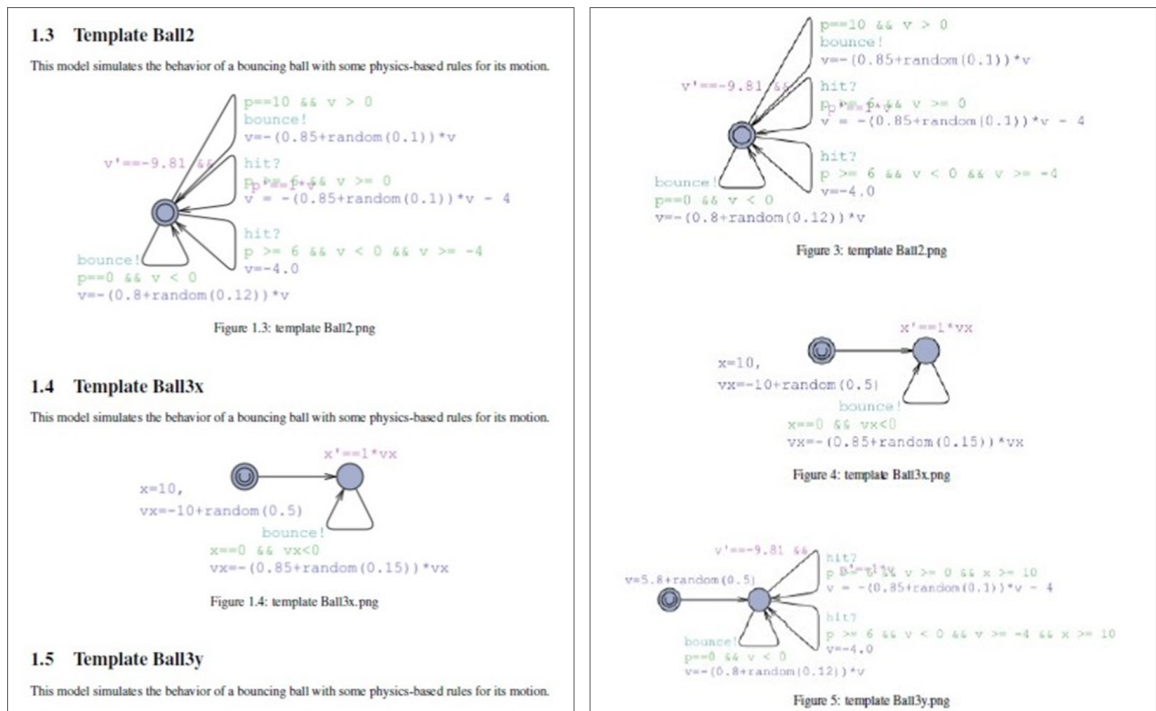 1.3 Template Ball2
This model simulates the behavior of a bouncing ball with some physics-based rules for its motion.
p==10 && v > 0
bounce!
v=-(0.85+random(0.1))*v
v'==-9.81 &&
p'==1*v
hit?
p >= 6 && v >= 0
v = -(0.85+random(0.1))*v - 4
hit?
p >= 6 && v < 0 && v >= -4
v=-4.0
bounce!
p==0 && v < 0
v=-(0.8+random(0.12))*v
Figure 1.3: template Ball2.png
1.4 Template Ball3x
This model simulates the behavior of a bouncing ball with some physics-based rules for its motion.
x'==1*vx
x=10,
vx=-10+random(0.5)
bounce!
x==0 && vx<0
vx=-(0.85+random(0.15))*vx
Figure 1.4: template Ball3x.png
1.5 Template Ball3y
This model simulates the behavior of a bouncing ball with some physics-based rules for its motion.
p==10 && v > 0
bounce!
v=-(0.85+random(0.1))*v
v'==-9.81 &&
p'==1*v
hit?
p >= 6 && v >= 0
v = -(0.85+random(0.1))*v - 4
hit?
p >= 6 && v < 0 && v >= -4
v=-4.0
bounce!
p==0 && v < 0
v=-(0.8+random(0.12))*v
Figure 3: template Ball2.png
x'==1*vx
x=10,
vx=-10+random(0.5)
bounce!
x==0 && vx<0
vx=-(0.85+random(0.15))*vx
Figure 4: template Ball3x.png
v'==-9.81 &&
p'==1*v
v=5.8+random(0.5)
hit?
p >= 6 && v >= 0 && x >= 10
v = -(0.85+random(0.1))*v - 4
hit?
p >= 6 && v < 0 && v >= -4 && x >= 10
v=-4.0
bounce!
p==0 && v < 0
v=-(0.8+random(0.12))*v
Figure 5: template Ball3y.png